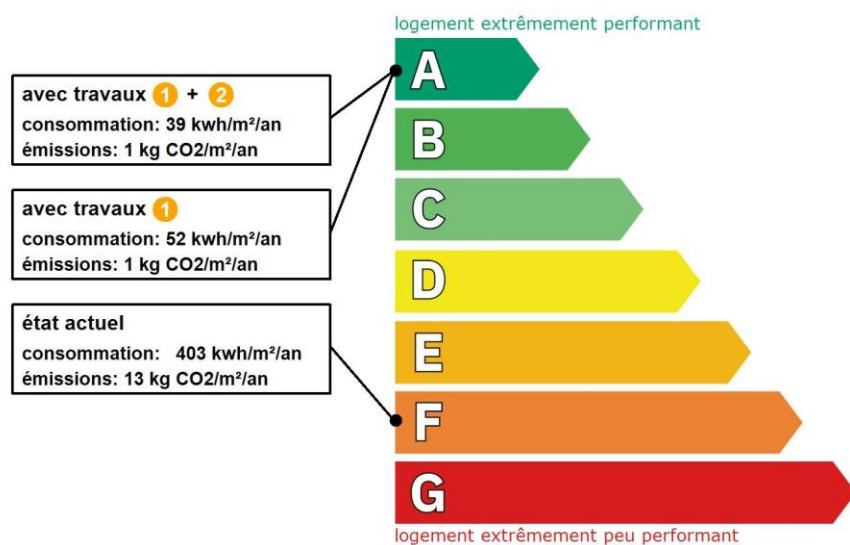 logement extrêmement performant
avec travaux 1 + 2
consommation: 39 kwh/m²/an
émissions: 1 kg CO2/m²/an
avec travaux 1
consommation: 52 kwh/m²/an
émissions: 1 kg CO2/m²/an
état actuel
consommation: 403 kwh/m²/an
émissions: 13 kg CO2/m²/an
A
B
C
D
E
F
G
logement extrêmement peu performant